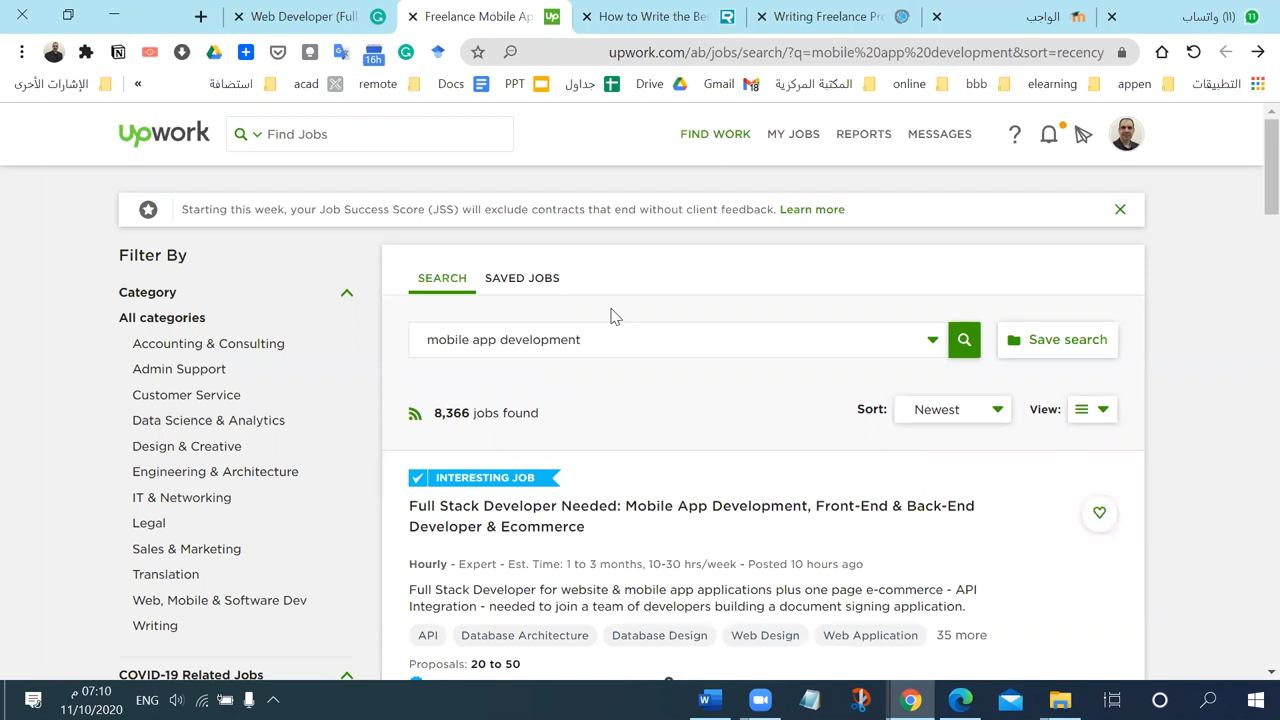 Web Developer (Full
Freelance Mobile Ap
Up
How to Write the Be
Writing Freelance Pro
الواجب
(11) واتساب
11
16h
upwork.com/ab/jobs/search/?q=mobile%20app%20development&sort=recency
الإشارات الأخرى
«
استضافة
acad
remote
Docs
PPT
جداول
Drive
Gmail
المكتبة المركزية
online
bbb
elearning
appen
التطبيقات
upwork
Find Jobs
FIND WORK
MY JOBS
REPORTS
MESSAGES
?
Starting this week, your Job Success Score (JSS) will exclude contracts that end without client feedback. Learn more
Filter By
Category
All categories
Accounting & Consulting
Admin Support
Customer Service
Data Science & Analytics
Design & Creative
Engineering & Architecture
IT & Networking
Legal
Sales & Marketing
Translation
Web, Mobile & Software Dev
Writing
COVID-19 Related Jobs
SEARCH
SAVED JOBS
mobile app development
Save search
8,366 jobs found
Sort:
Newest
View:
INTERESTING JOB
Full Stack Developer Needed: Mobile App Development, Front-End & Back-End
Developer & Ecommerce
Hourly - Expert - Est. Time: 1 to 3 months, 10-30 hrs/week - Posted 10 hours ago
Full Stack Developer for website & mobile app applications plus one page e-commerce - API
Integration - needed to join a team of developers building a document signing application.
API
Database Architecture
Database Design
Web Design
Web Application
35 more
Proposals: 20 to 50
07:10 م
11/10/2020
ENG